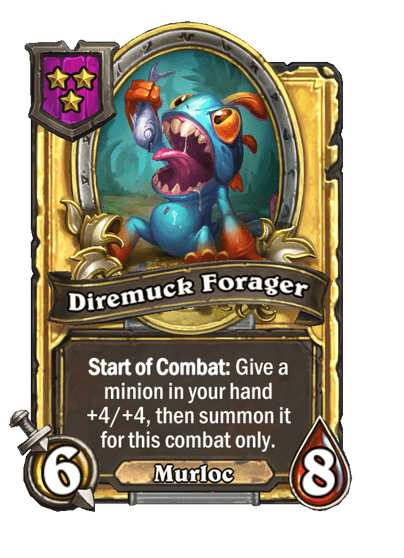 Diremuck Forager
Start of Combat: Give a
minion in your hand
+4/+4, then summon it
for this combat only.
6
Murloc
8